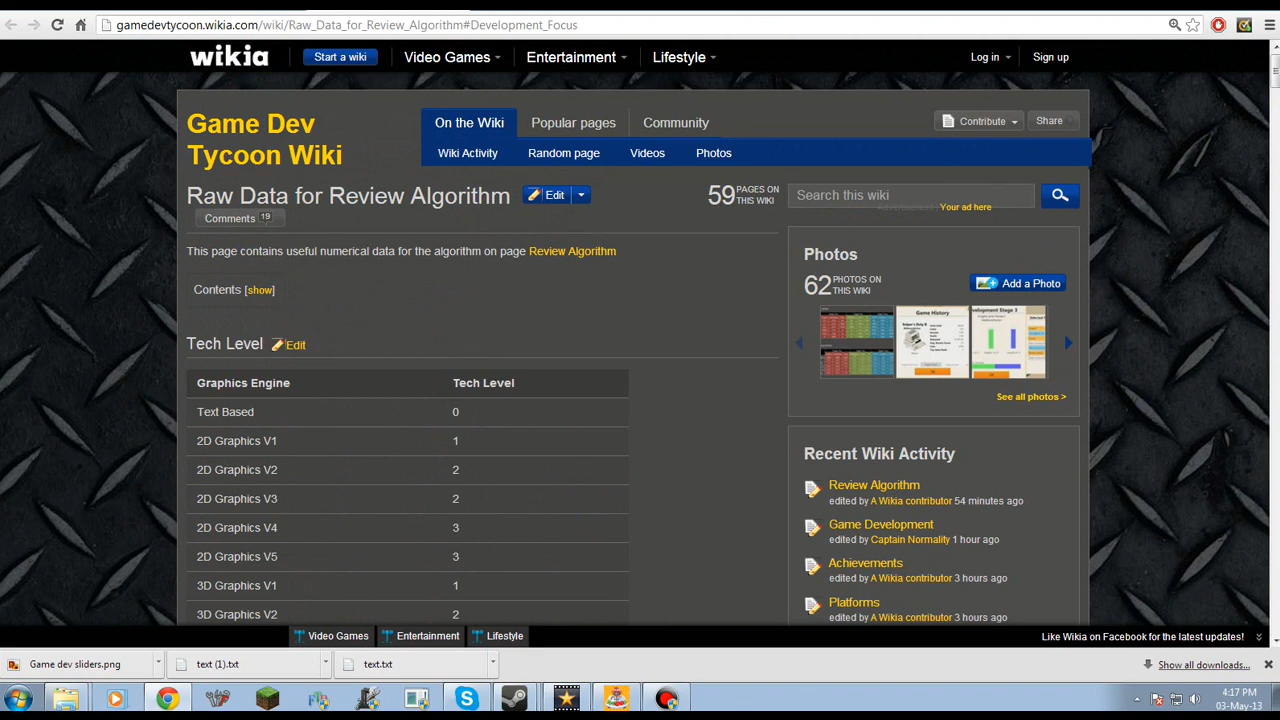 gamedevtycoon.wikia.com/wiki/Raw_Data_for_Review_Algorithm#Development_Focus
wikia
Start a wiki
Video Games
Entertainment
Lifestyle
Log in
Sign up
Game Dev
Tycoon Wiki
On the Wiki
Popular pages
Community
Contribute
Share
Wiki Activity
Random page
Videos
Photos
Raw Data for Review Algorithm
Edit
59 PAGES ON
THIS WIKI
Search this wiki
Advertisement | Your ad here
Comments 19
This page contains useful numerical data for the algorithm on page Review Algorithm
Contents [show]
Tech Level Edit
Graphics Engine Tech Level
Text Based 0
2D Graphics V1 1
2D Graphics V2 2
2D Graphics V3 2
2D Graphics V4 3
2D Graphics V5 3
3D Graphics V1 1
3D Graphics V2 2
Photos
62 PHOTOS ON
THIS WIKI
Add a Photo
Game History
evelopment Stage 3
See all photos >
Recent Wiki Activity
Review Algorithm
edited by A Wikia contributor 54 minutes ago
Game Development
edited by Captain Normality 1 hour ago
Achievements
edited by A Wikia contributor 3 hours ago
Platforms
edited by A Wikia contributor 3 hours ago
Video Games
Entertainment
Lifestyle
Like Wikia on Facebook for the latest updates!
Game dev sliders.png
text (1).txt
text.txt
Show all downloads...
4:17 PM
03-May-13